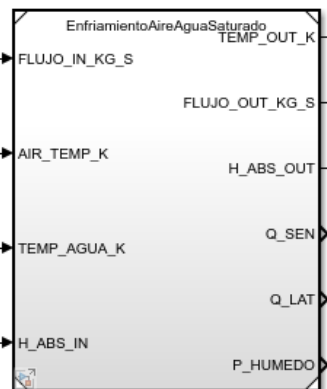 EnfriamientoAireAguaSaturado
TEMP_OUT_K
FLUJO_IN_KG_S
FLUJO_OUT_KG_S
AIR_TEMP_K
H_ABS_OUT
Q_SEN
TEMP_AGUA_K
Q_LAT
H_ABS_IN
P_HUMEDO